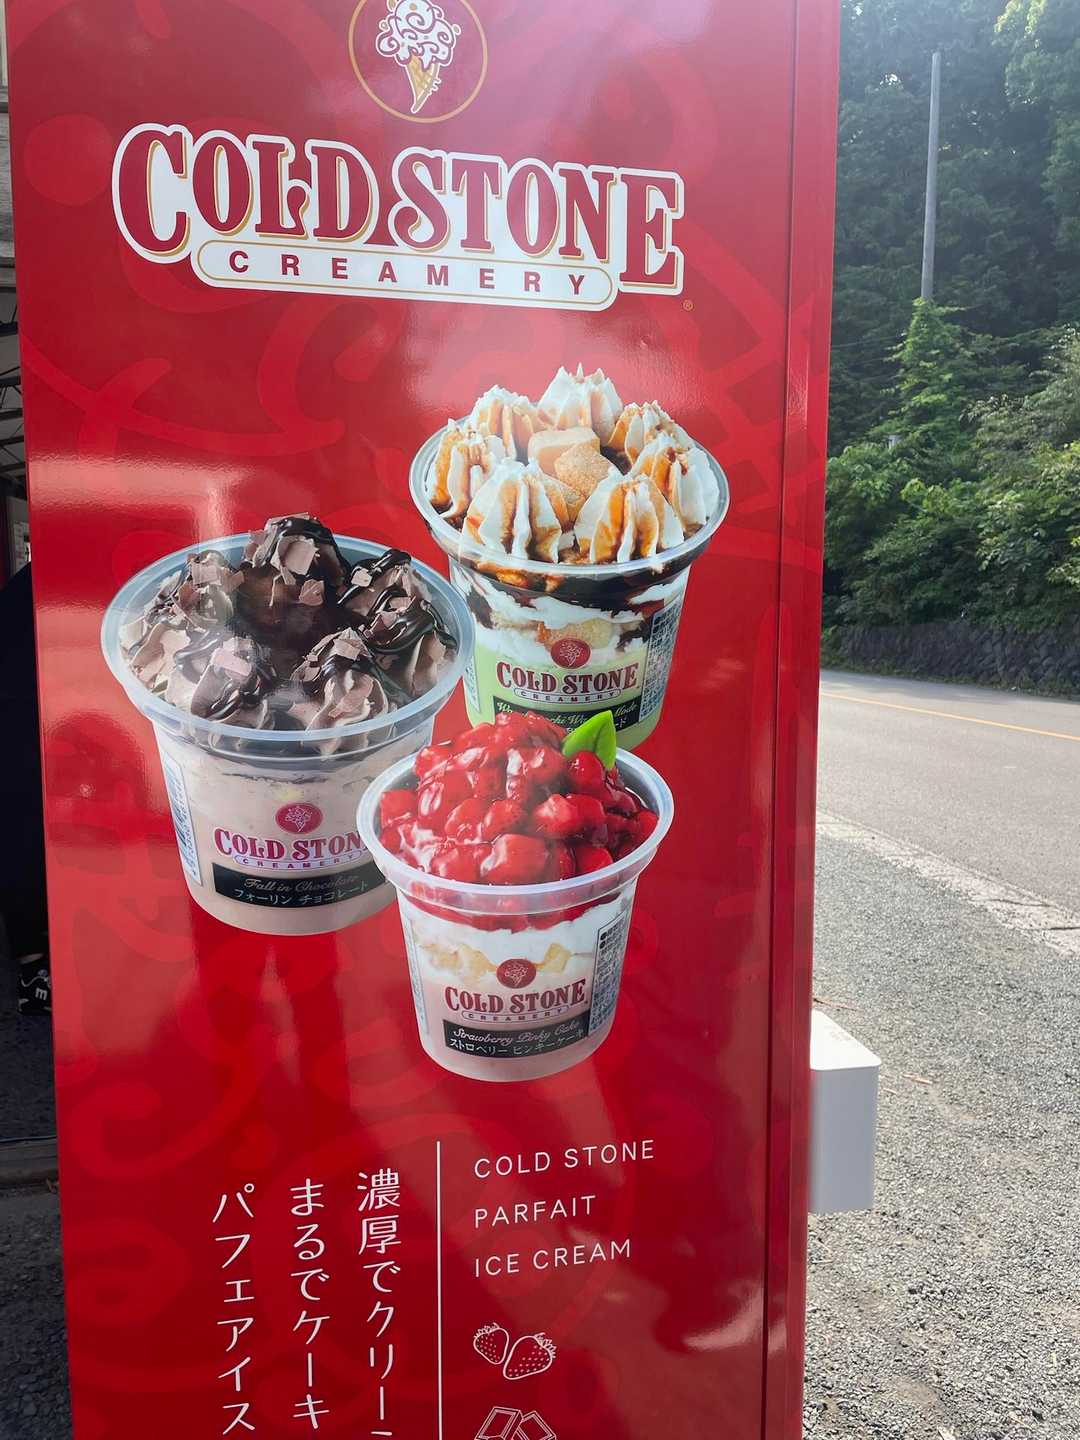 COLD STONE
CREAMERY
COLD STONE
CREAMERY
COLD STONE
CREAMERY
Fall in Chocolate
フォーリン チョコレート
COLD STONE
CREAMERY
Strawberry Pinky Cake
ストロベリー ピンキーケーキ
濃厚でクリー
まるでケーキ
パフェアイス
COLD STONE
PARFAIT
ICE CREAM